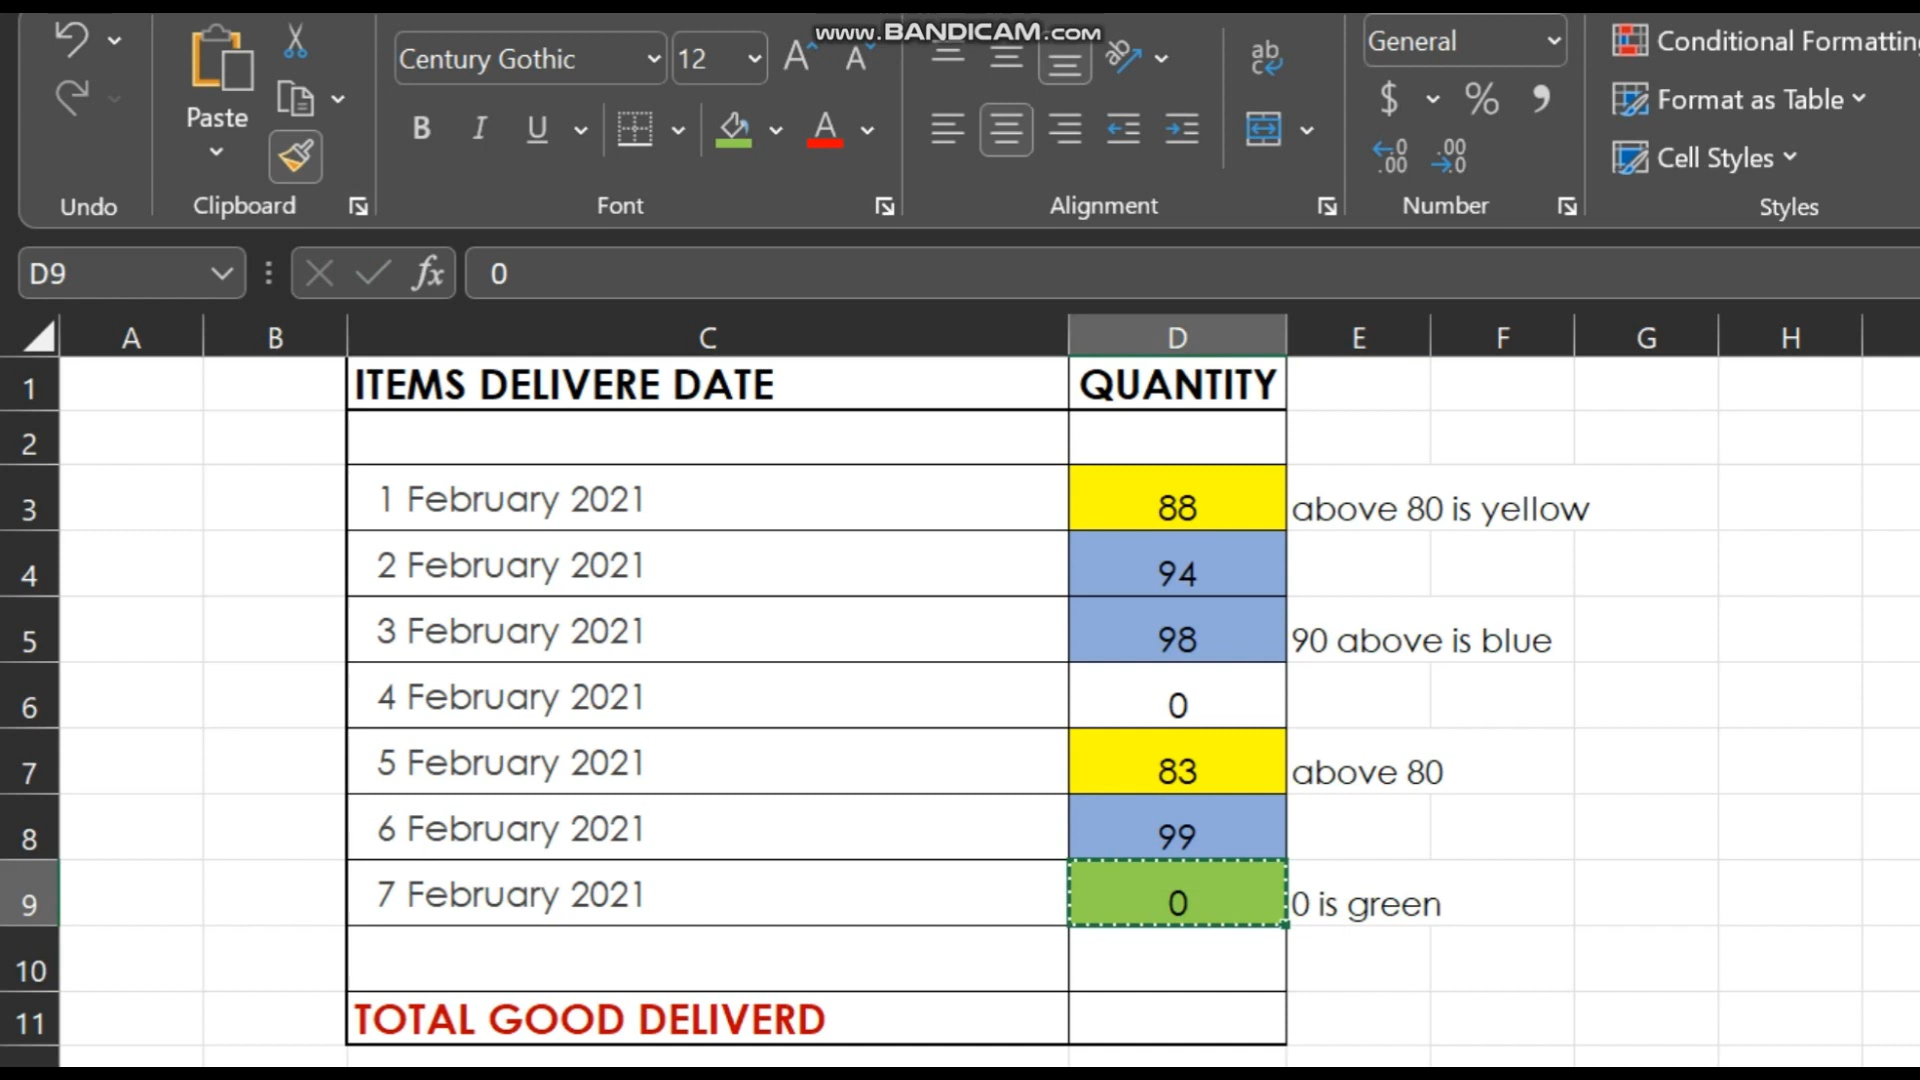 www.BANDICAM.com
Century Gothic 12 General Conditional Formatting
Paste B I U $ % Format as Table
Cell Styles
Undo Clipboard Font Alignment Number Styles
D9 fx 0
A B C D E F G H
1 ITEMS DELIVERE DATE QUANTITY
2
3 1 February 2021 88 above 80 is yellow
4 2 February 2021 94
5 3 February 2021 98 90 above is blue
6 4 February 2021 0
7 5 February 2021 83 above 80
8 6 February 2021 99
9 7 February 2021 0 0 is green
10
11 TOTAL GOOD DELIVERD